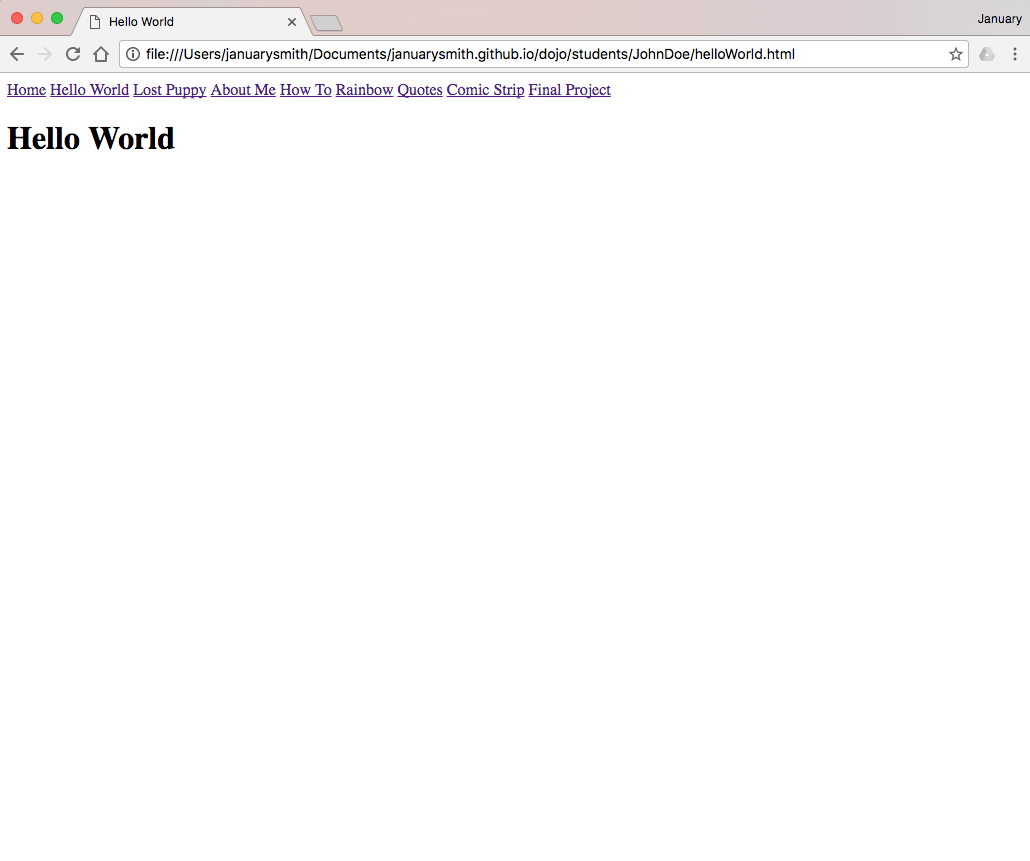 Hello World
January
file:///Users/januarysmith/Documents/januarysmith.github.io/dojo/students/JohnDoe/helloWorld.html
Home Hello World Lost Puppy About Me How To Rainbow Quotes Comic Strip Final Project
Hello World